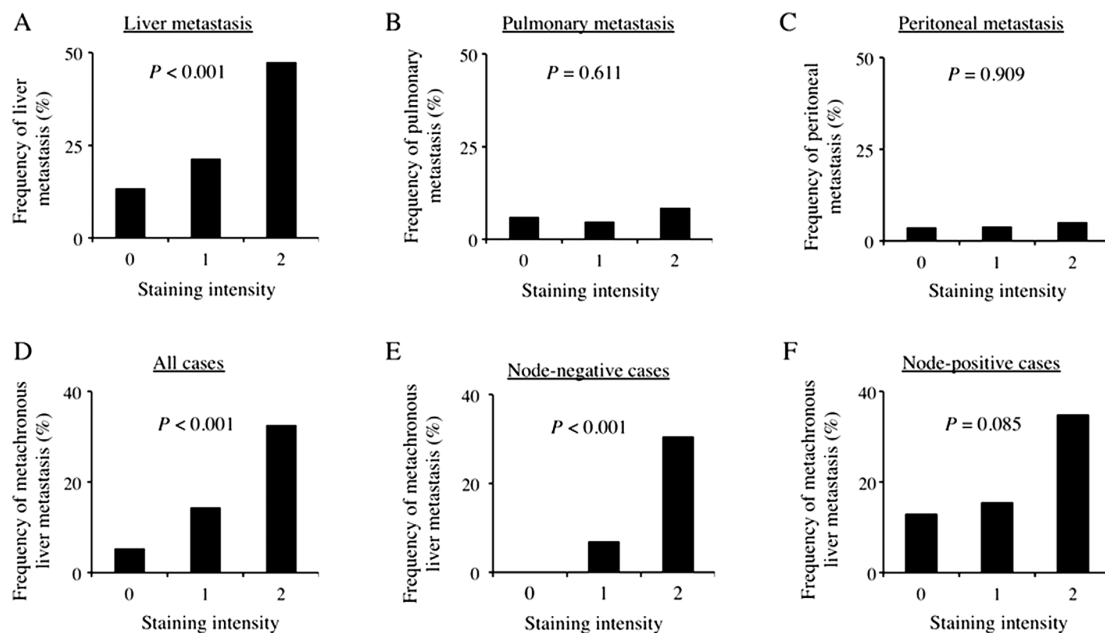 A
Liver metastasis
Frequency of liver
metastasis (%)
50
25
0
P < 0.001
0 1 2
Staining intensity
B
Pulmonary metastasis
Frequency of pulmonary
metastasis (%)
50
25
0
P = 0.611
0 1 2
Staining intensity
C
Peritoneal metastasis
Frequency of peritoneal
metastasis (%)
50
25
0
P = 0.909
0 1 2
Staining intensity
D
All cases
Frequency of metachronous
liver metastasis (%)
40
20
0
P < 0.001
0 1 2
Staining intensity
E
Node-negative cases
Frequency of metachronous
liver metastasis (%)
40
20
0
P < 0.001
0 1 2
Staining intensity
F
Node-positive cases
Frequency of metachronous
liver metastasis (%)
40
20
0
P = 0.085
0 1 2
Staining intensity